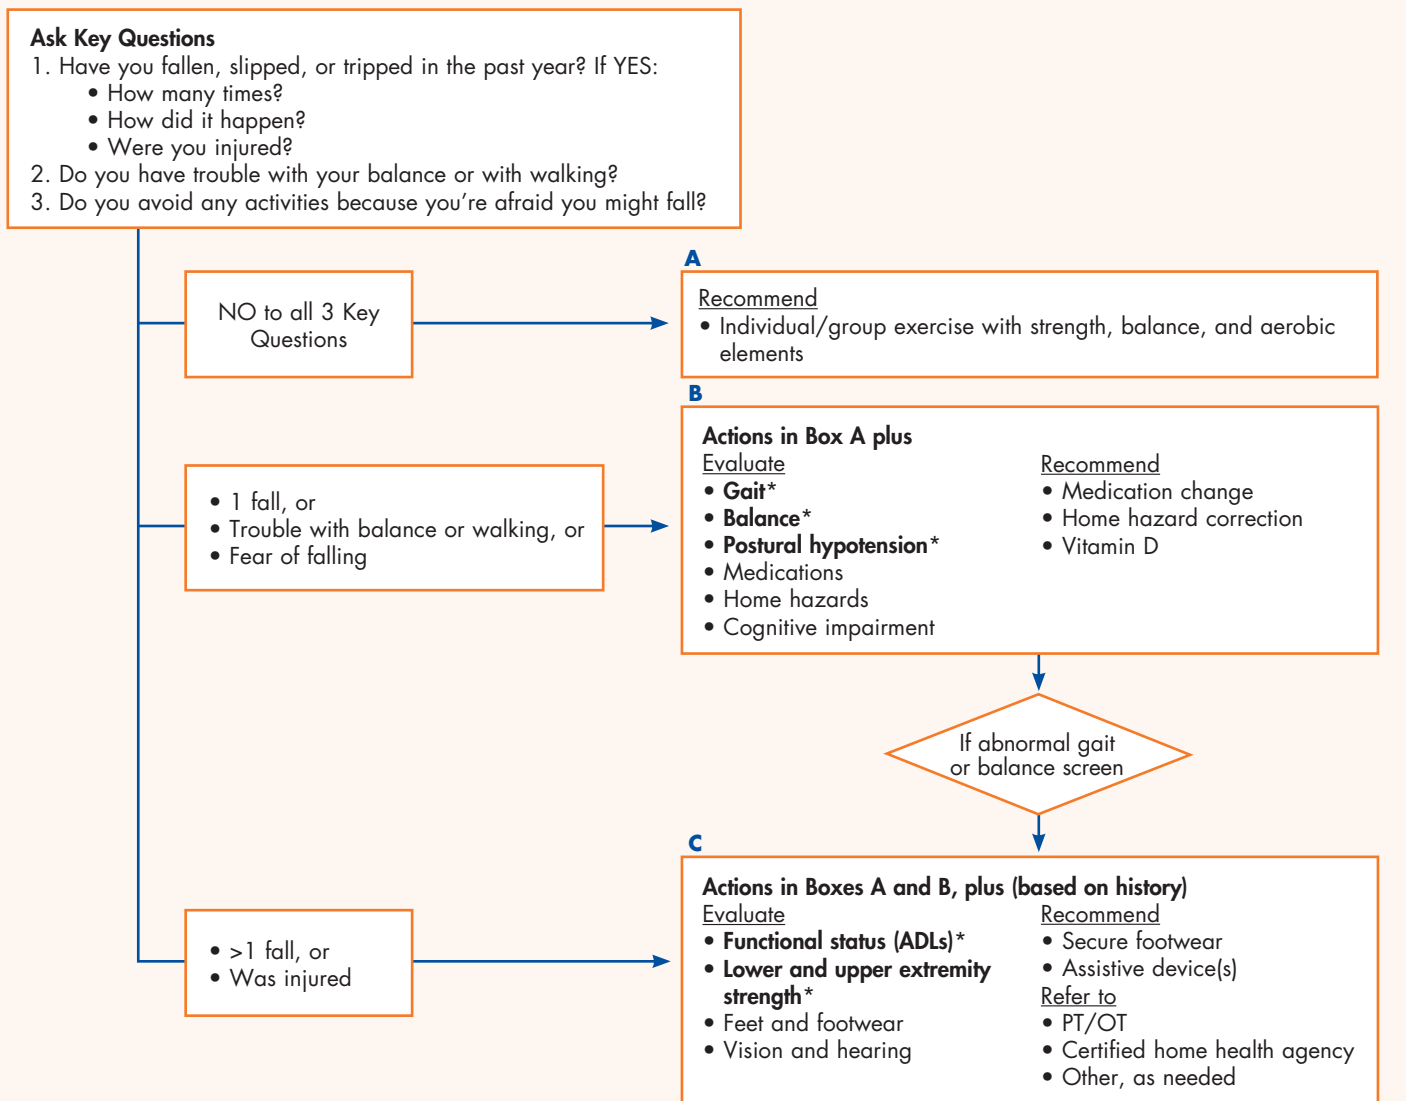 Ask Key Questions
1. Have you fallen, slipped, or tripped in the past year? If YES:
• How many times?
• How did it happen?
• Were you injured?
2. Do you have trouble with your balance or with walking?
3. Do you avoid any activities because you're afraid you might fall?
NO to all 3 Key
Questions
A
Recommend
• Individual/group exercise with strength, balance, and aerobic
elements
• 1 fall, or
• Trouble with balance or walking, or
• Fear of falling
B
Actions in Box A plus
Evaluate
• Gait*
• Balance*
• Postural hypotension*
• Medications
• Home hazards
• Cognitive impairment
Recommend
• Medication change
• Home hazard correction
• Vitamin D
If abnormal gait
or balance screen
• >1 fall, or
• Was injured
C
Actions in Boxes A and B, plus (based on history)
Evaluate
• Functional status (ADLs)*
• Lower and upper extremity
strength*
• Feet and footwear
• Vision and hearing
Recommend
• Secure footwear
• Assistive device(s)
Refer to
• PT/OT
• Certified home health agency
• Other, as needed